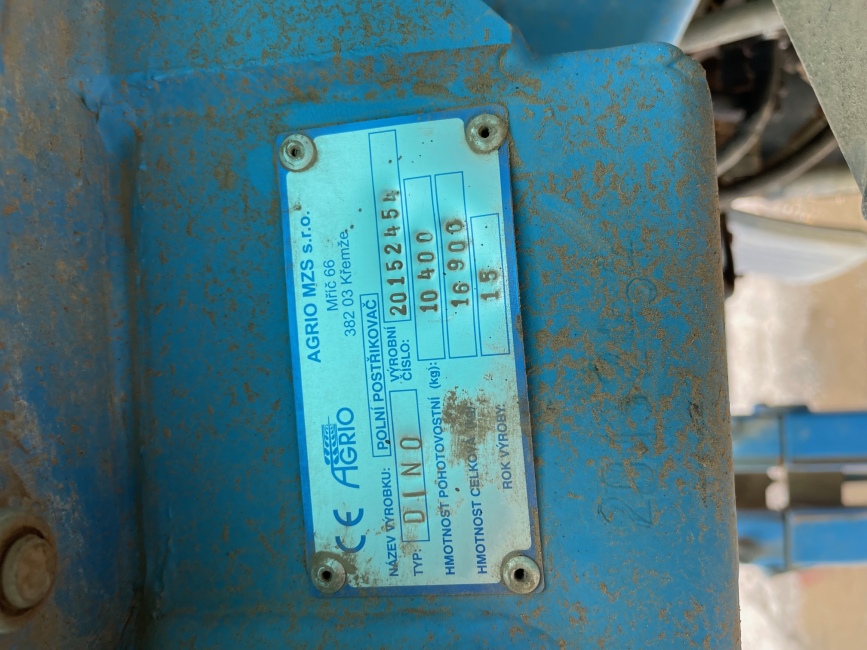 CE AGRIO
AGRIO MZS s.r.o.
Mříč 66
382 03 Křemže
NÁZEV VÝROBKU: POLNÍ POSTŘIKOVAČ
TYP: DINO VÝROBNÍ ČÍSLO: 20152454
HMOTNOST POHOTOVOSTNÍ (kg): 10400
HMOTNOST CELKOVÁ (kg): 16900
ROK VÝROBY: 15